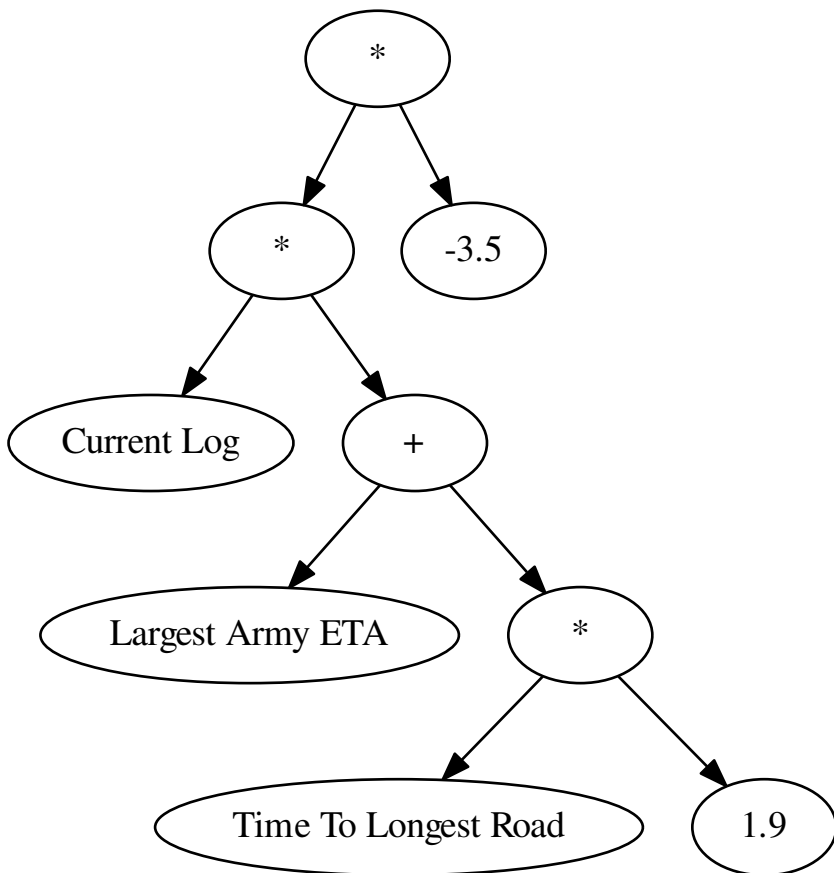 *
*
-3.5
Current Log
+
Largest Army ETA
*
Time To Longest Road
1.9